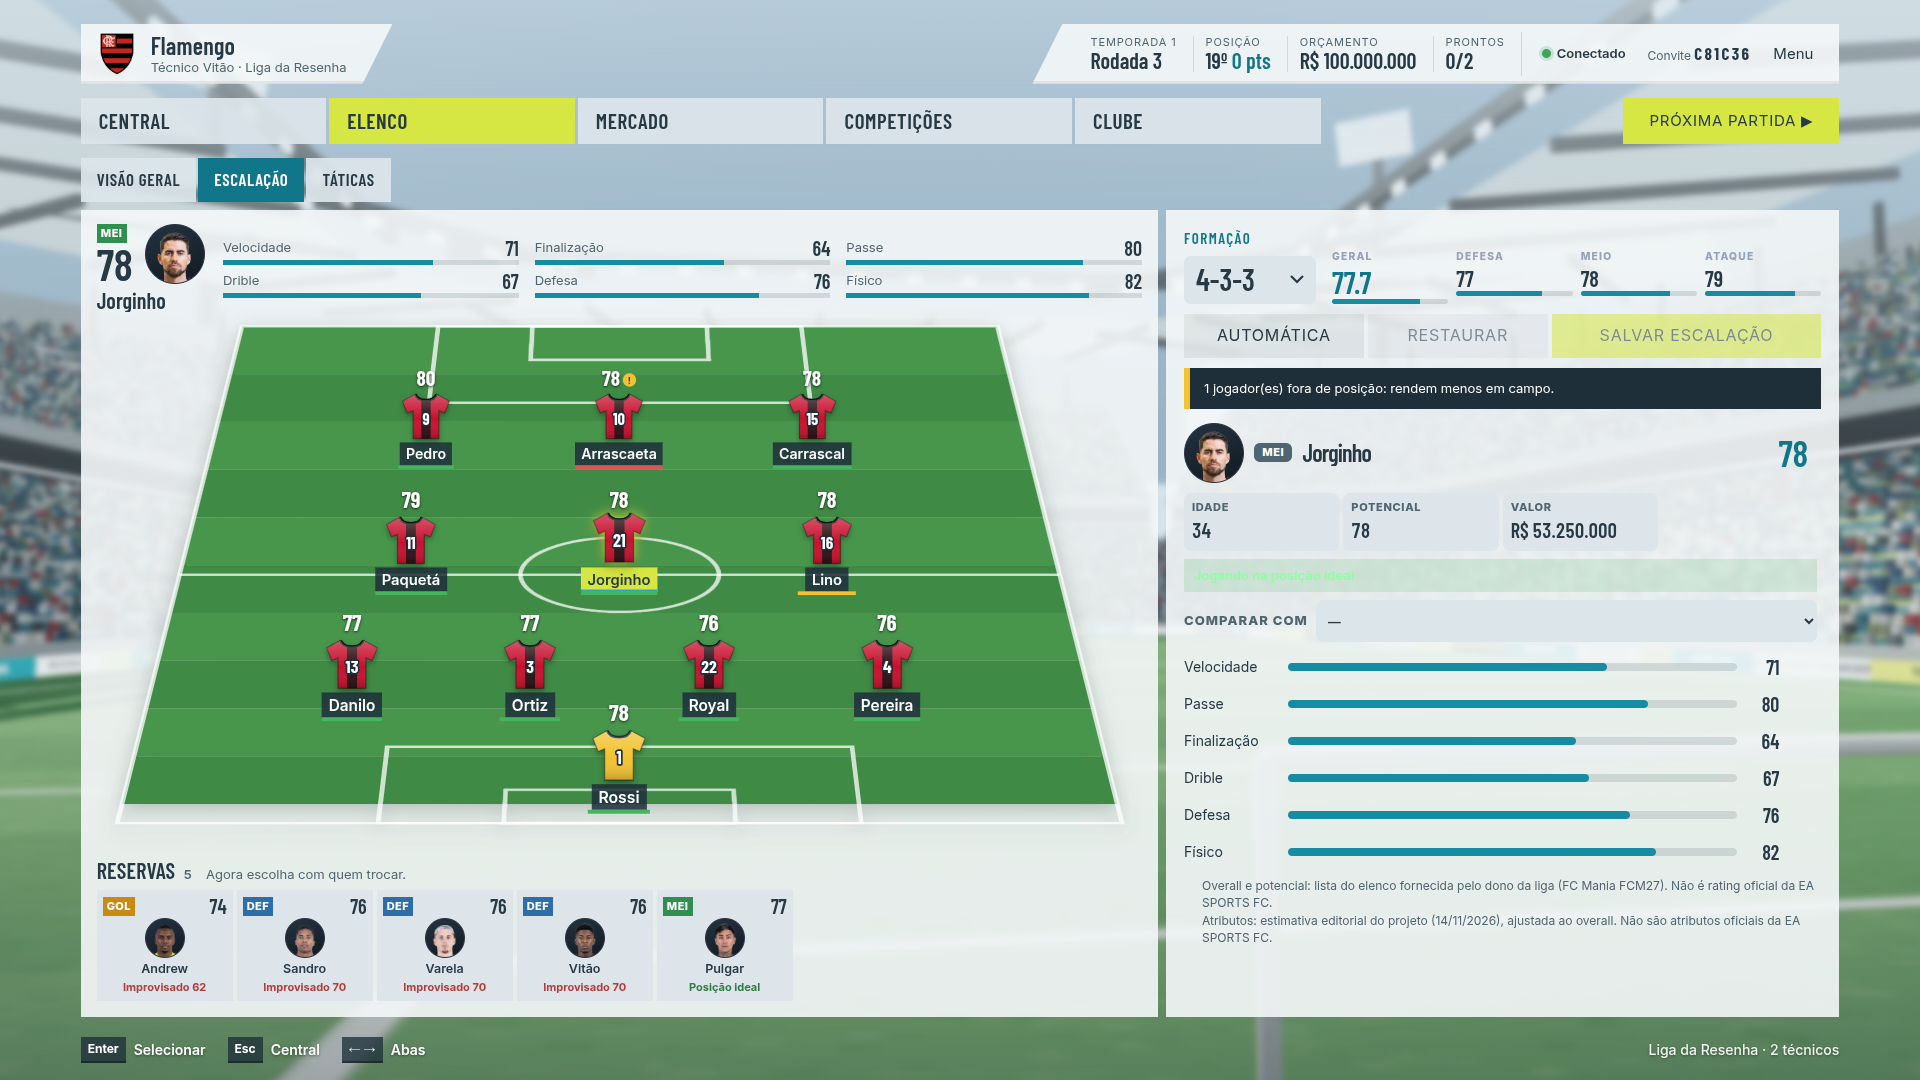 Flamengo
Técnico Vitão · Liga da Resenha
TEMPORADA 1
Rodada 3
POSIÇÃO
19º 0 pts
ORÇAMENTO
R$ 100.000.000
PRONTOS
0/2
Conectado
Convite C81C36
Menu
CENTRAL
ELENCO
MERCADO
COMPETIÇÕES
CLUBE
PRÓXIMA PARTIDA ▶
VISÃO GERAL
ESCALAÇÃO
TÁTICAS
MEI
78
Jorginho
Velocidade 71
Finalização 64
Passe 80
Drible 67
Defesa 76
Físico 82
80
9
Pedro
78 !
10
Arrascaeta
78
15
Carrascal
79
11
Paquetá
78
21
Jorginho
78
16
Lino
77
13
Danilo
77
3
Ortiz
76
22
Royal
76
4
Pereira
78
1
Rossi
RESERVAS 5 Agora escolha com quem trocar.
GOL 74
Andrew
Improvisado 62
DEF 76
Sandro
Improvisado 70
DEF 76
Varela
Improvisado 70
DEF 76
Vitão
Improvisado 70
MEI 77
Pulgar
Posição ideal
FORMAÇÃO
4-3-3
GERAL
77.7
DEFESA
77
MEIO
78
ATAQUE
79
AUTOMÁTICA
RESTAURAR
SALVAR ESCALAÇÃO
1 jogador(es) fora de posição: rendem menos em campo.
MEI Jorginho 78
IDADE
34
POTENCIAL
78
VALOR
R$ 53.250.000
Jogando na posição ideal
COMPARAR COM —
Velocidade 71
Passe 80
Finalização 64
Drible 67
Defesa 76
Físico 82
Overall e potencial: lista do elenco fornecida pelo dono da liga (FC Mania FCM27). Não é rating oficial da EA
SPORTS FC.
Atributos: estimativa editorial do projeto (14/11/2026), ajustada ao overall. Não são atributos oficiais da EA
SPORTS FC.
Enter Selecionar
Esc Central
←→ Abas
Liga da Resenha · 2 técnicos